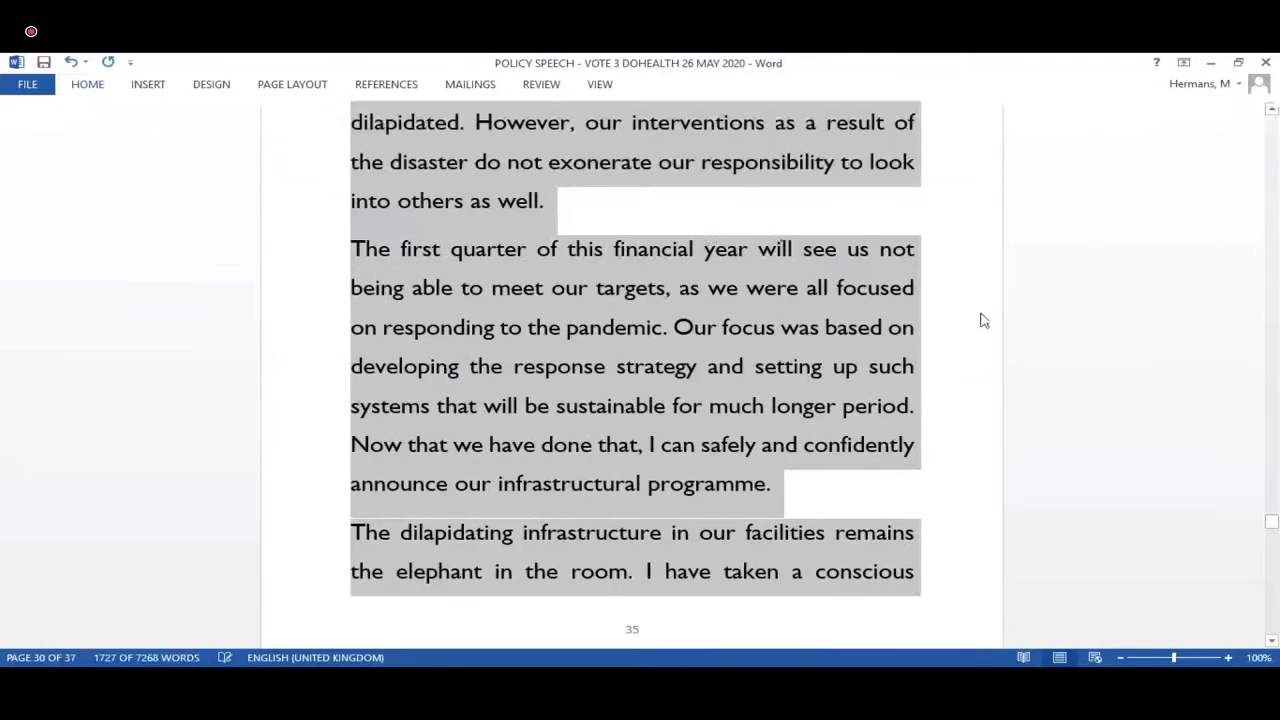 POLICY SPEECH - VOTE 3 DOHEALTH 26 MAY 2020 - Word
FILE HOME INSERT DESIGN PAGE LAYOUT REFERENCES MAILINGS REVIEW VIEW Hermans, M
dilapidated. However, our interventions as a result of
the disaster do not exonerate our responsibility to look
into others as well.
The first quarter of this financial year will see us not
being able to meet our targets, as we were all focused
on responding to the pandemic. Our focus was based on
developing the response strategy and setting up such
systems that will be sustainable for much longer period.
Now that we have done that, I can safely and confidently
announce our infrastructural programme.
The dilapidating infrastructure in our facilities remains
the elephant in the room. I have taken a conscious
35
PAGE 30 OF 37 1727 OF 7268 WORDS ENGLISH (UNITED KINGDOM) 100%